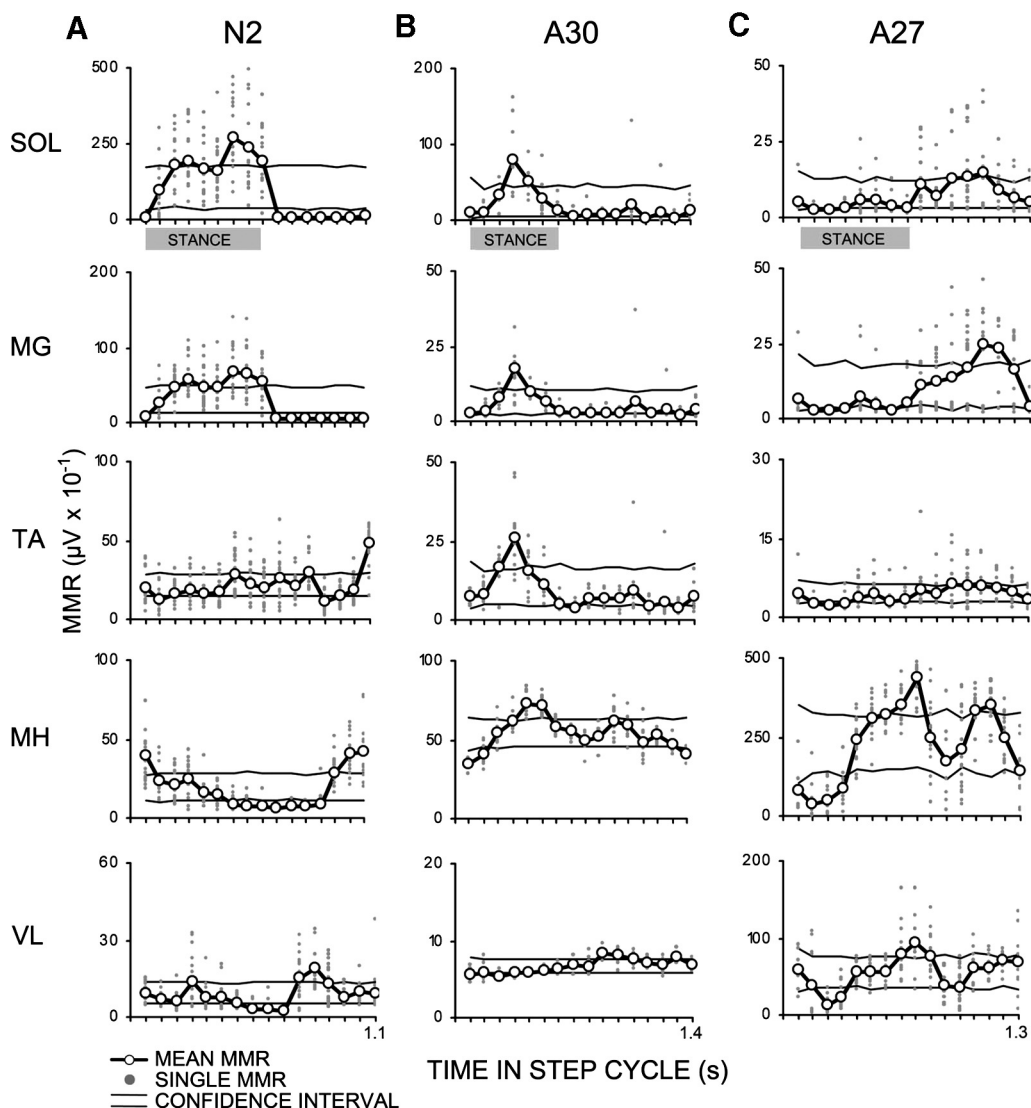 A N2 B A30 C A27
SOL 500 250 0 200 100 0 50 25 0
STANCE STANCE STANCE
MG 200 100 0 50 25 0 50 25 0
TA 100 50 0 50 25 0 30 15 0
MMR (µV x 10⁻¹)
MH 100 50 0 100 50 0 500 250 0
VL 60 30 0 20 10 0 200 100 0
1.1 1.4 1.3
TIME IN STEP CYCLE (s)
MEAN MMR
SINGLE MMR
CONFIDENCE INTERVAL